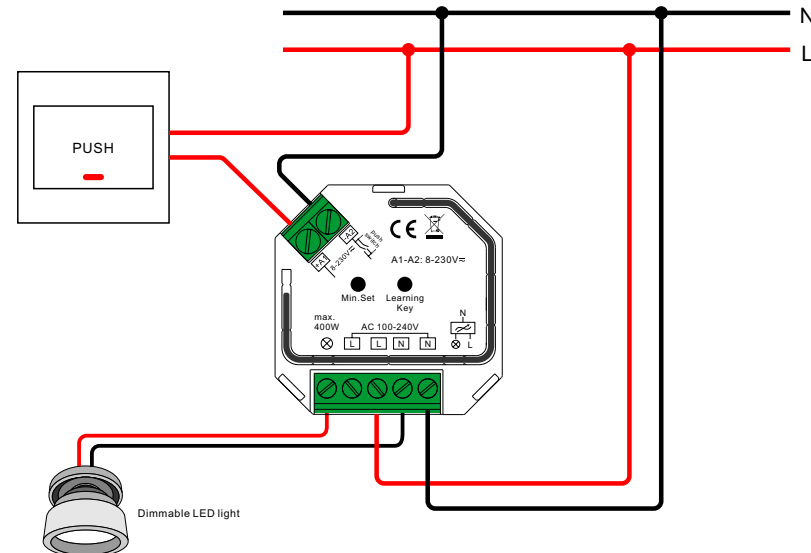 N
L
PUSH
+A1
-A2
push
switch
8-230V⎓
CE
A1-A2: 8-230V⎓
Min.Set
Learning
Key
max.
400W
AC 100-240V
L
L
N
N
N
L
Dimmable LED light